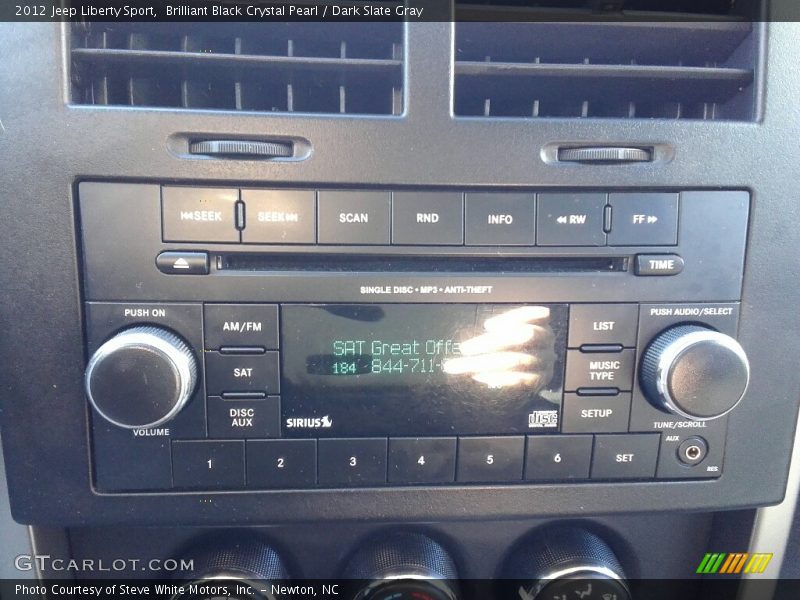 2012 Jeep Liberty Sport, Brilliant Black Crystal Pearl / Dark Slate Gray
SEEK SEEK SCAN RND INFO RW FF
TIME
SINGLE DISC • MP3 • ANTI-THEFT
PUSH ON
AM/FM
LIST
PUSH AUDIO/SELECT
SAT Great
184 844-711-
SAT
MUSIC
TYPE
DISC
AUX
SETUP
SIRIUS
disc
VOLUME
TUNE/SCROLL
1 2 3 4 5 6 SET
AUX
RES
GTCARLOT.COM
Photo Courtesy of Steve White Motors, Inc. – Newton, NC